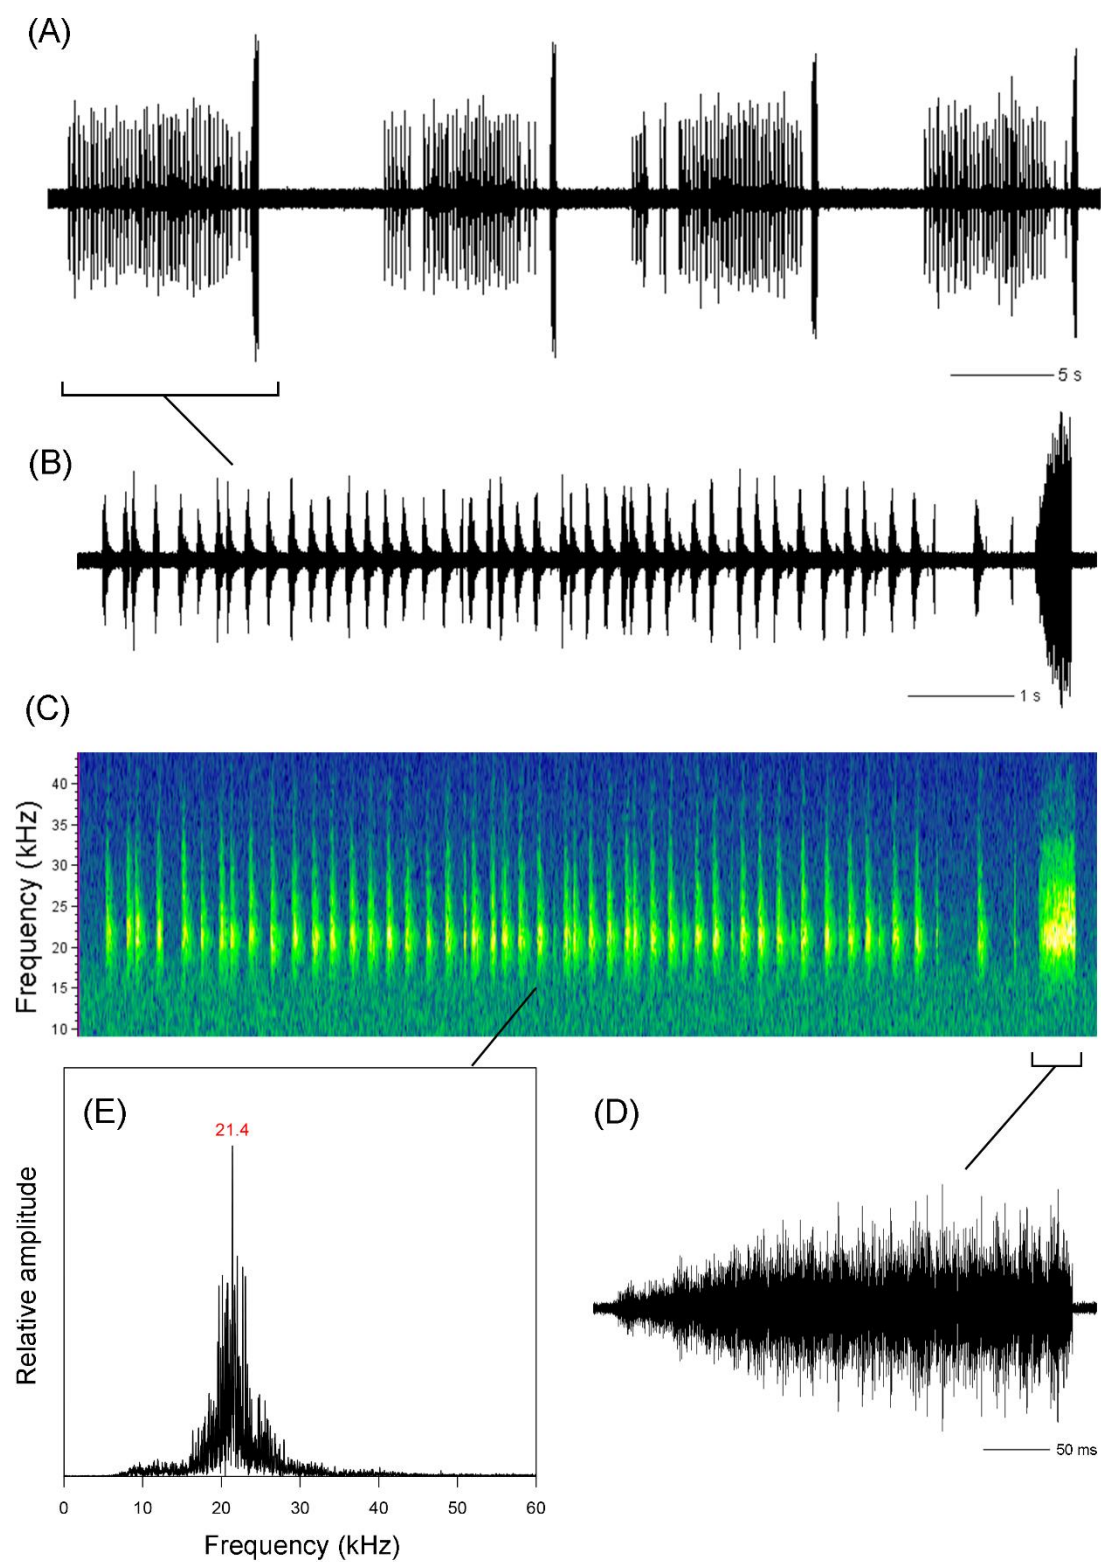 (A)
5 s
(B)
1 s
(C)
Frequency (kHz)
40
35
30
25
20
15
10
(E)
21.4
Relative amplitude
0 10 20 30 40 50 60
Frequency (kHz)
(D)
50 ms